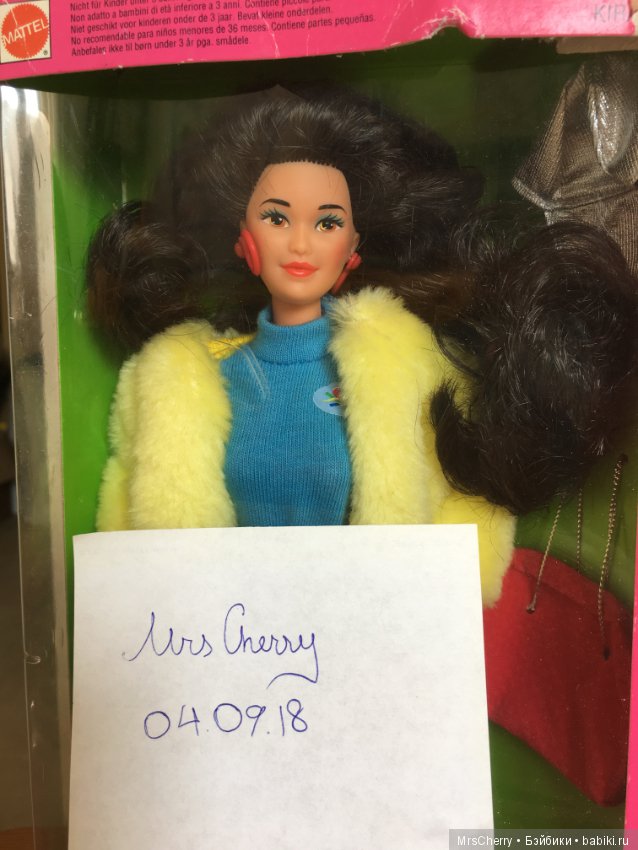 Nicht für Kinder unter 3
Non adatto a bambini di età inferiore a 3 anni. Contiene piccole
Niet geschikt voor kinderen onder de 3 jaar. Bevat kleine onderdelen.
No recomendable para niños menores de 36 meses. Contiene partes pequeñas.
Anbefales ikke til børn under 3 år pga. smådele.
MATTEL
Mrs Cherry
04.09.18
MrsCherry • Бэйбики • babiki.ru